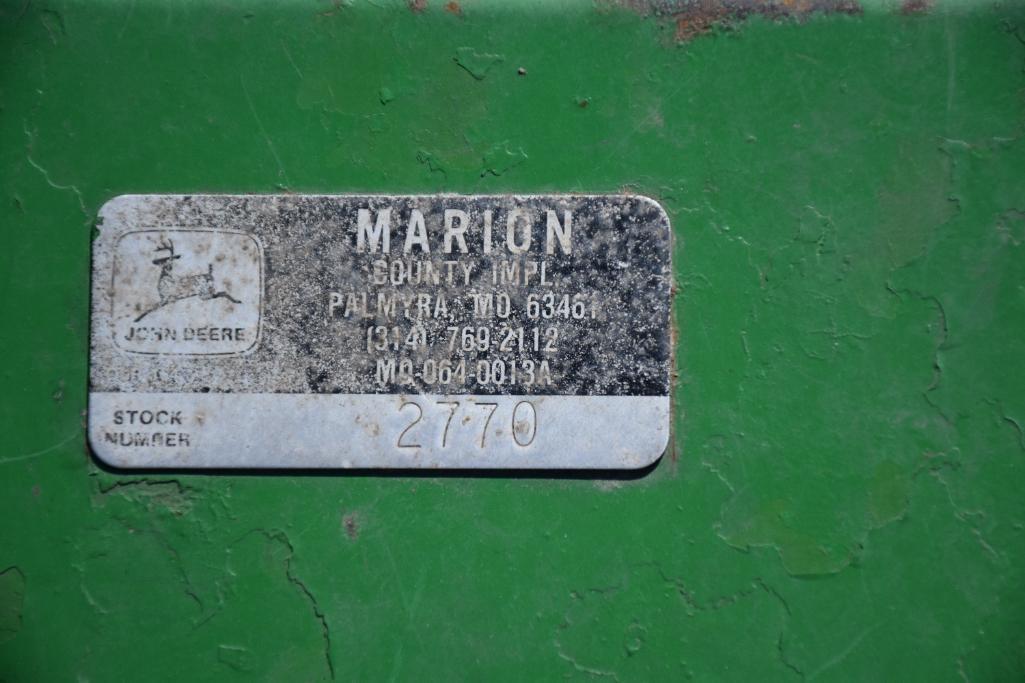 MARION
COUNTY IMPL
PALMYRA, MO 63461
(314) 769-2112
MO-064-0013A
JOHN DEERE
STOCK
NUMBER
2770